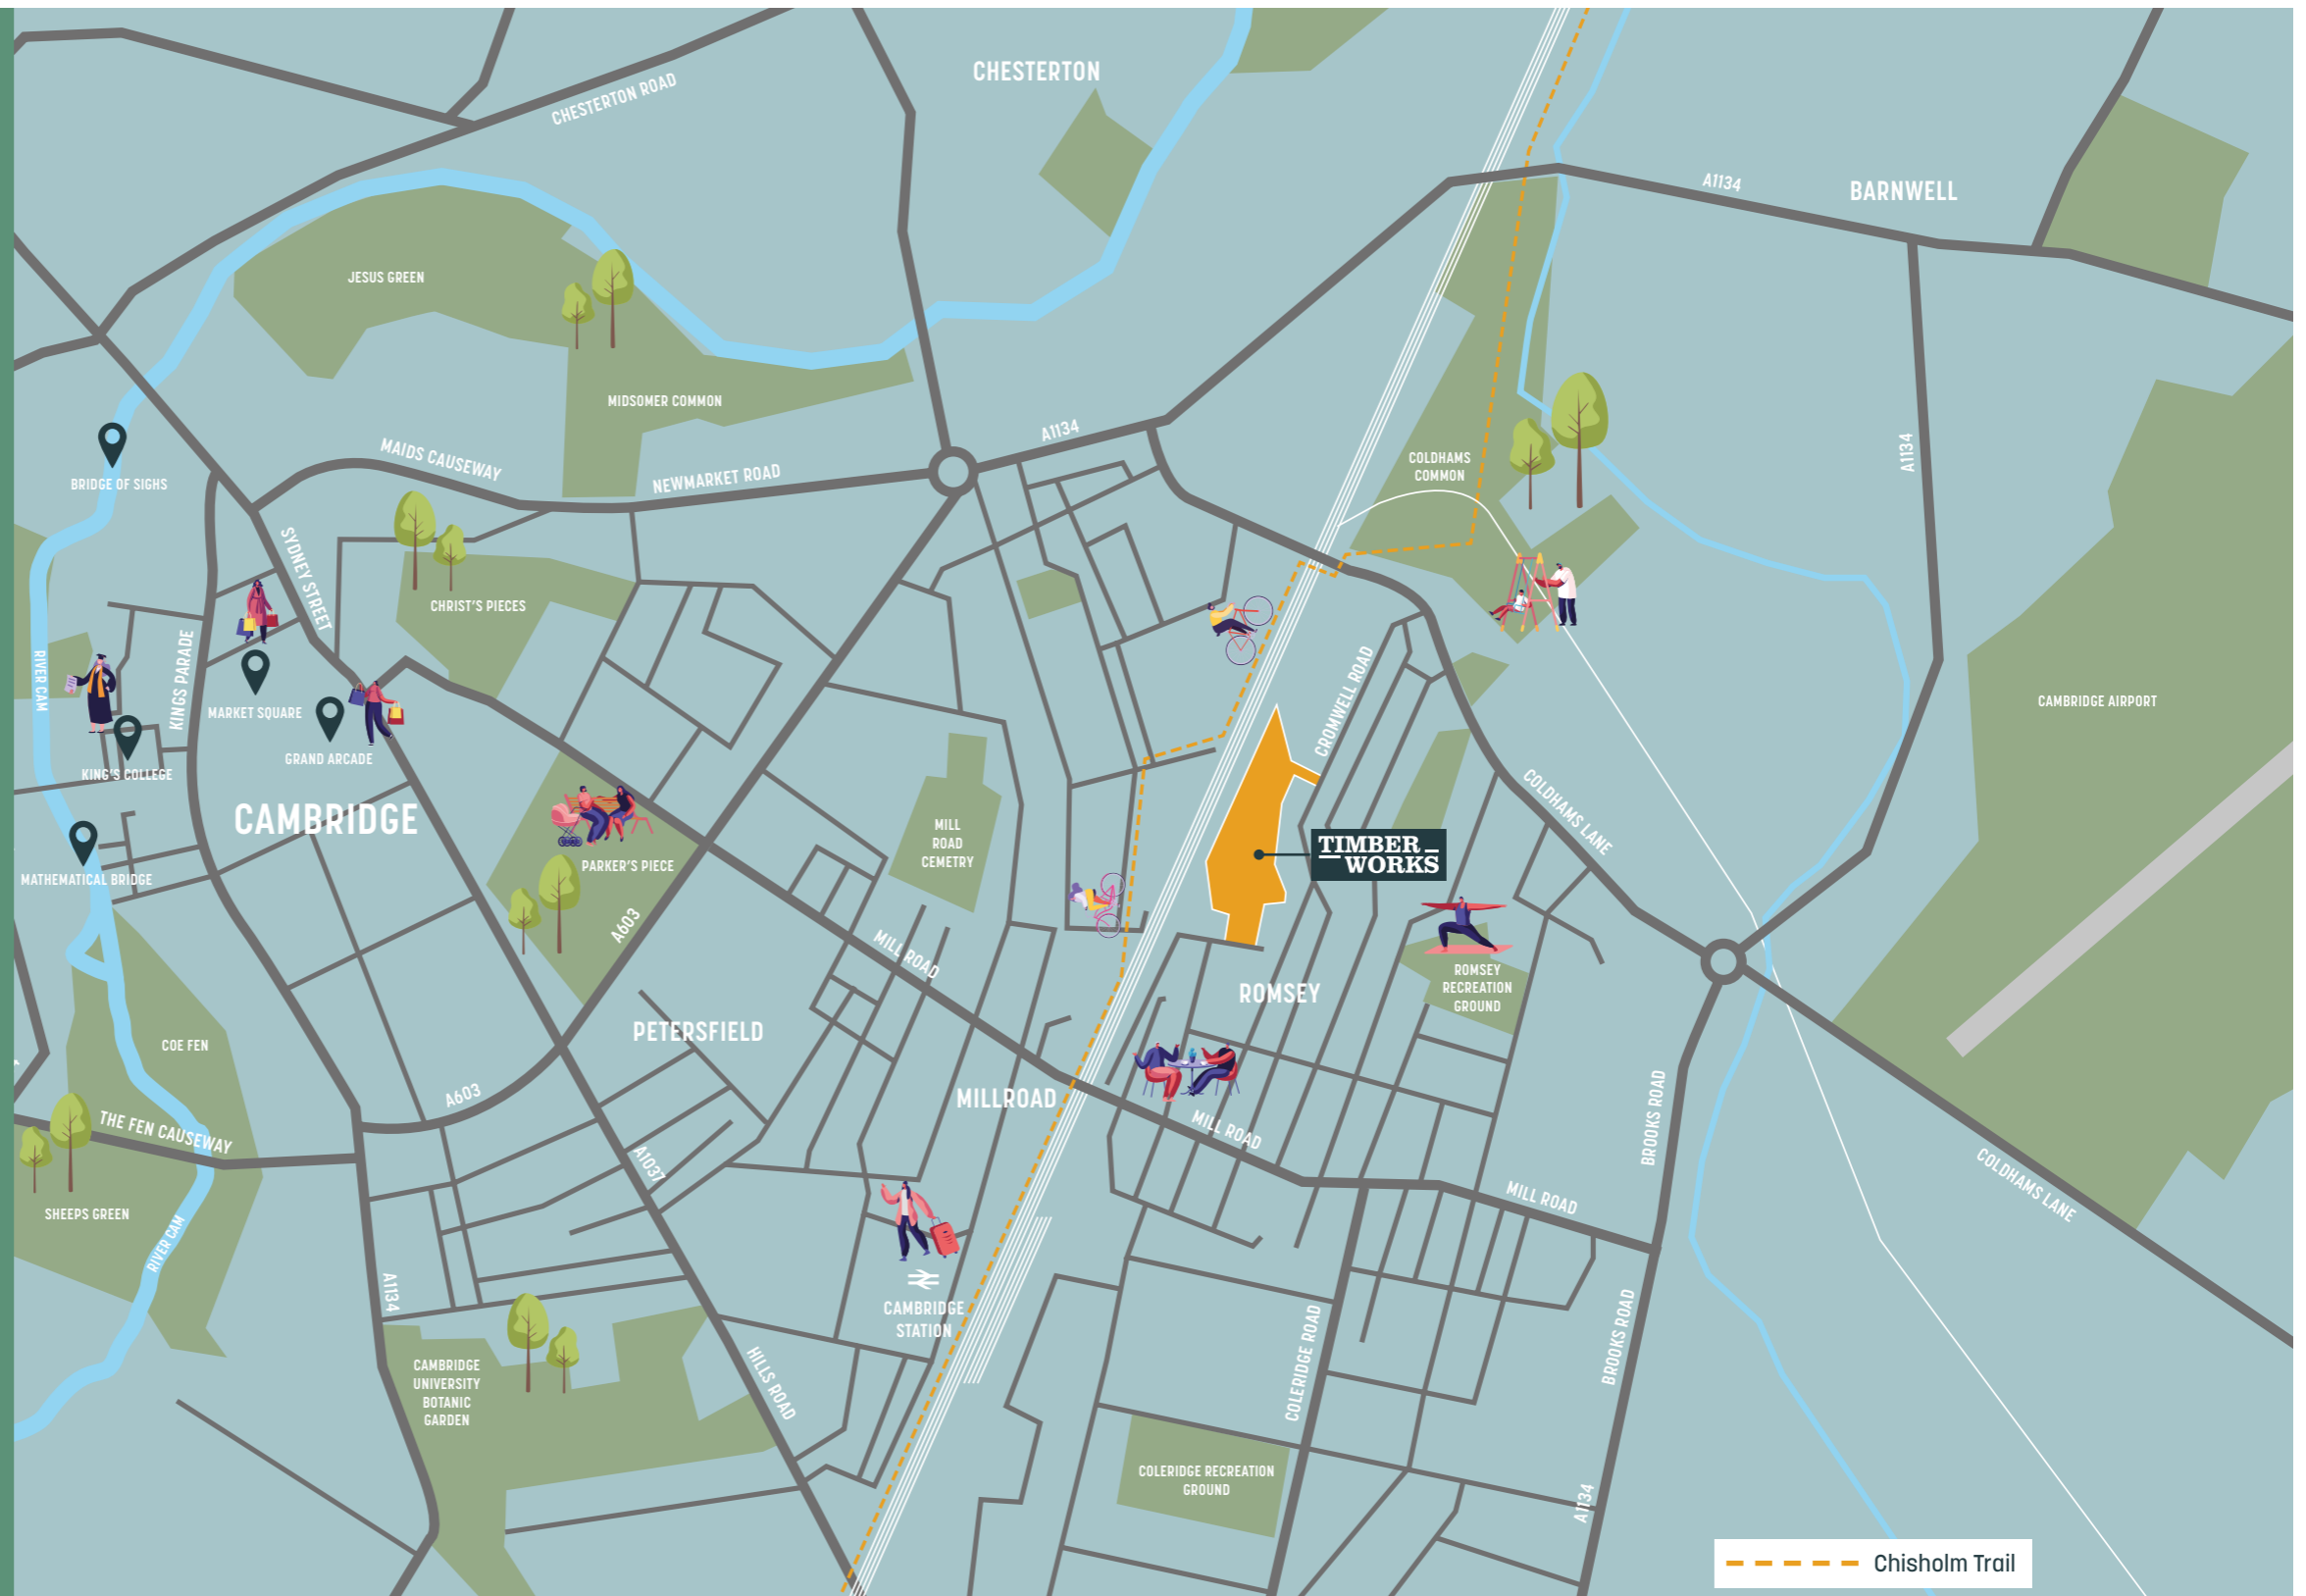 CHESTERTON
CHESTERTON ROAD
A1134
BARNWELL
JESUS GREEN
MIDSOMER COMMON
A1134
MAIDS CAUSEWAY
NEWMARKET ROAD
A1134
COLDHAMS
COMMON
BRIDGE OF SIGHS
SYDNEY STREET
CHRIST'S PIECES
RIVER CAM
KINGS PARADE
MARKET SQUARE
GRAND ARCADE
KING'S COLLEGE
CROMWELL ROAD
CAMBRIDGE AIRPORT
CAMBRIDGE
COLDHAMS LANE
MILL
ROAD
CEMETRY
TIMBER
WORKS
PARKER'S PIECE
MATHEMATICAL BRIDGE
A603
MILL ROAD
ROMSEY
RECREATION
GROUND
ROMSEY
PETERSFIELD
COE FEN
A603
MILLROAD
THE FEN CAUSEWAY
MILL ROAD
BROOKS ROAD
A1037
COLDHAMS LANE
MILL ROAD
SHEEPS GREEN
RIVER CAM
A1134
CAMBRIDGE
STATION
BROOKS ROAD
COLERIDGE ROAD
HILLS ROAD
CAMBRIDGE
UNIVERSITY
BOTANIC
GARDEN
COLERIDGE RECREATION
GROUND
A1134
Chisholm Trail